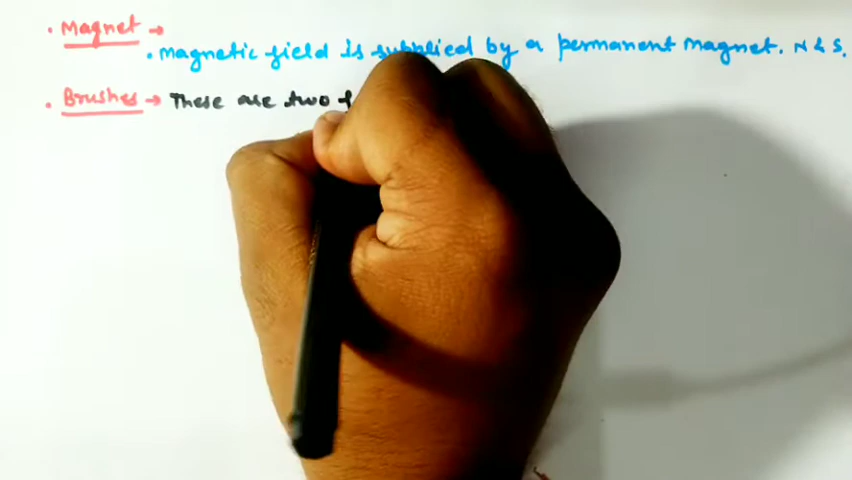 . Magnet →
. Magnetic field is supplied by a permanent magnet. N & S.
. Brushes → These are two